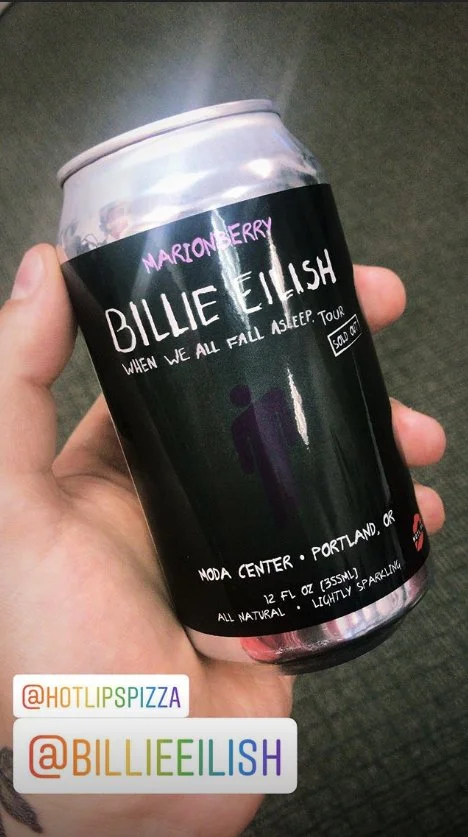 MARIONBERRY
BILLIE EILISH
WHEN WE ALL FALL ASLEEP, TOUR
SOLD OUT
MODA CENTER • PORTLAND, OR
12 FL OZ [355ML]
ALL NATURAL • LIGHTLY SPARKLING
@HOTLIPSPIZZA
@BILLIEEILISH